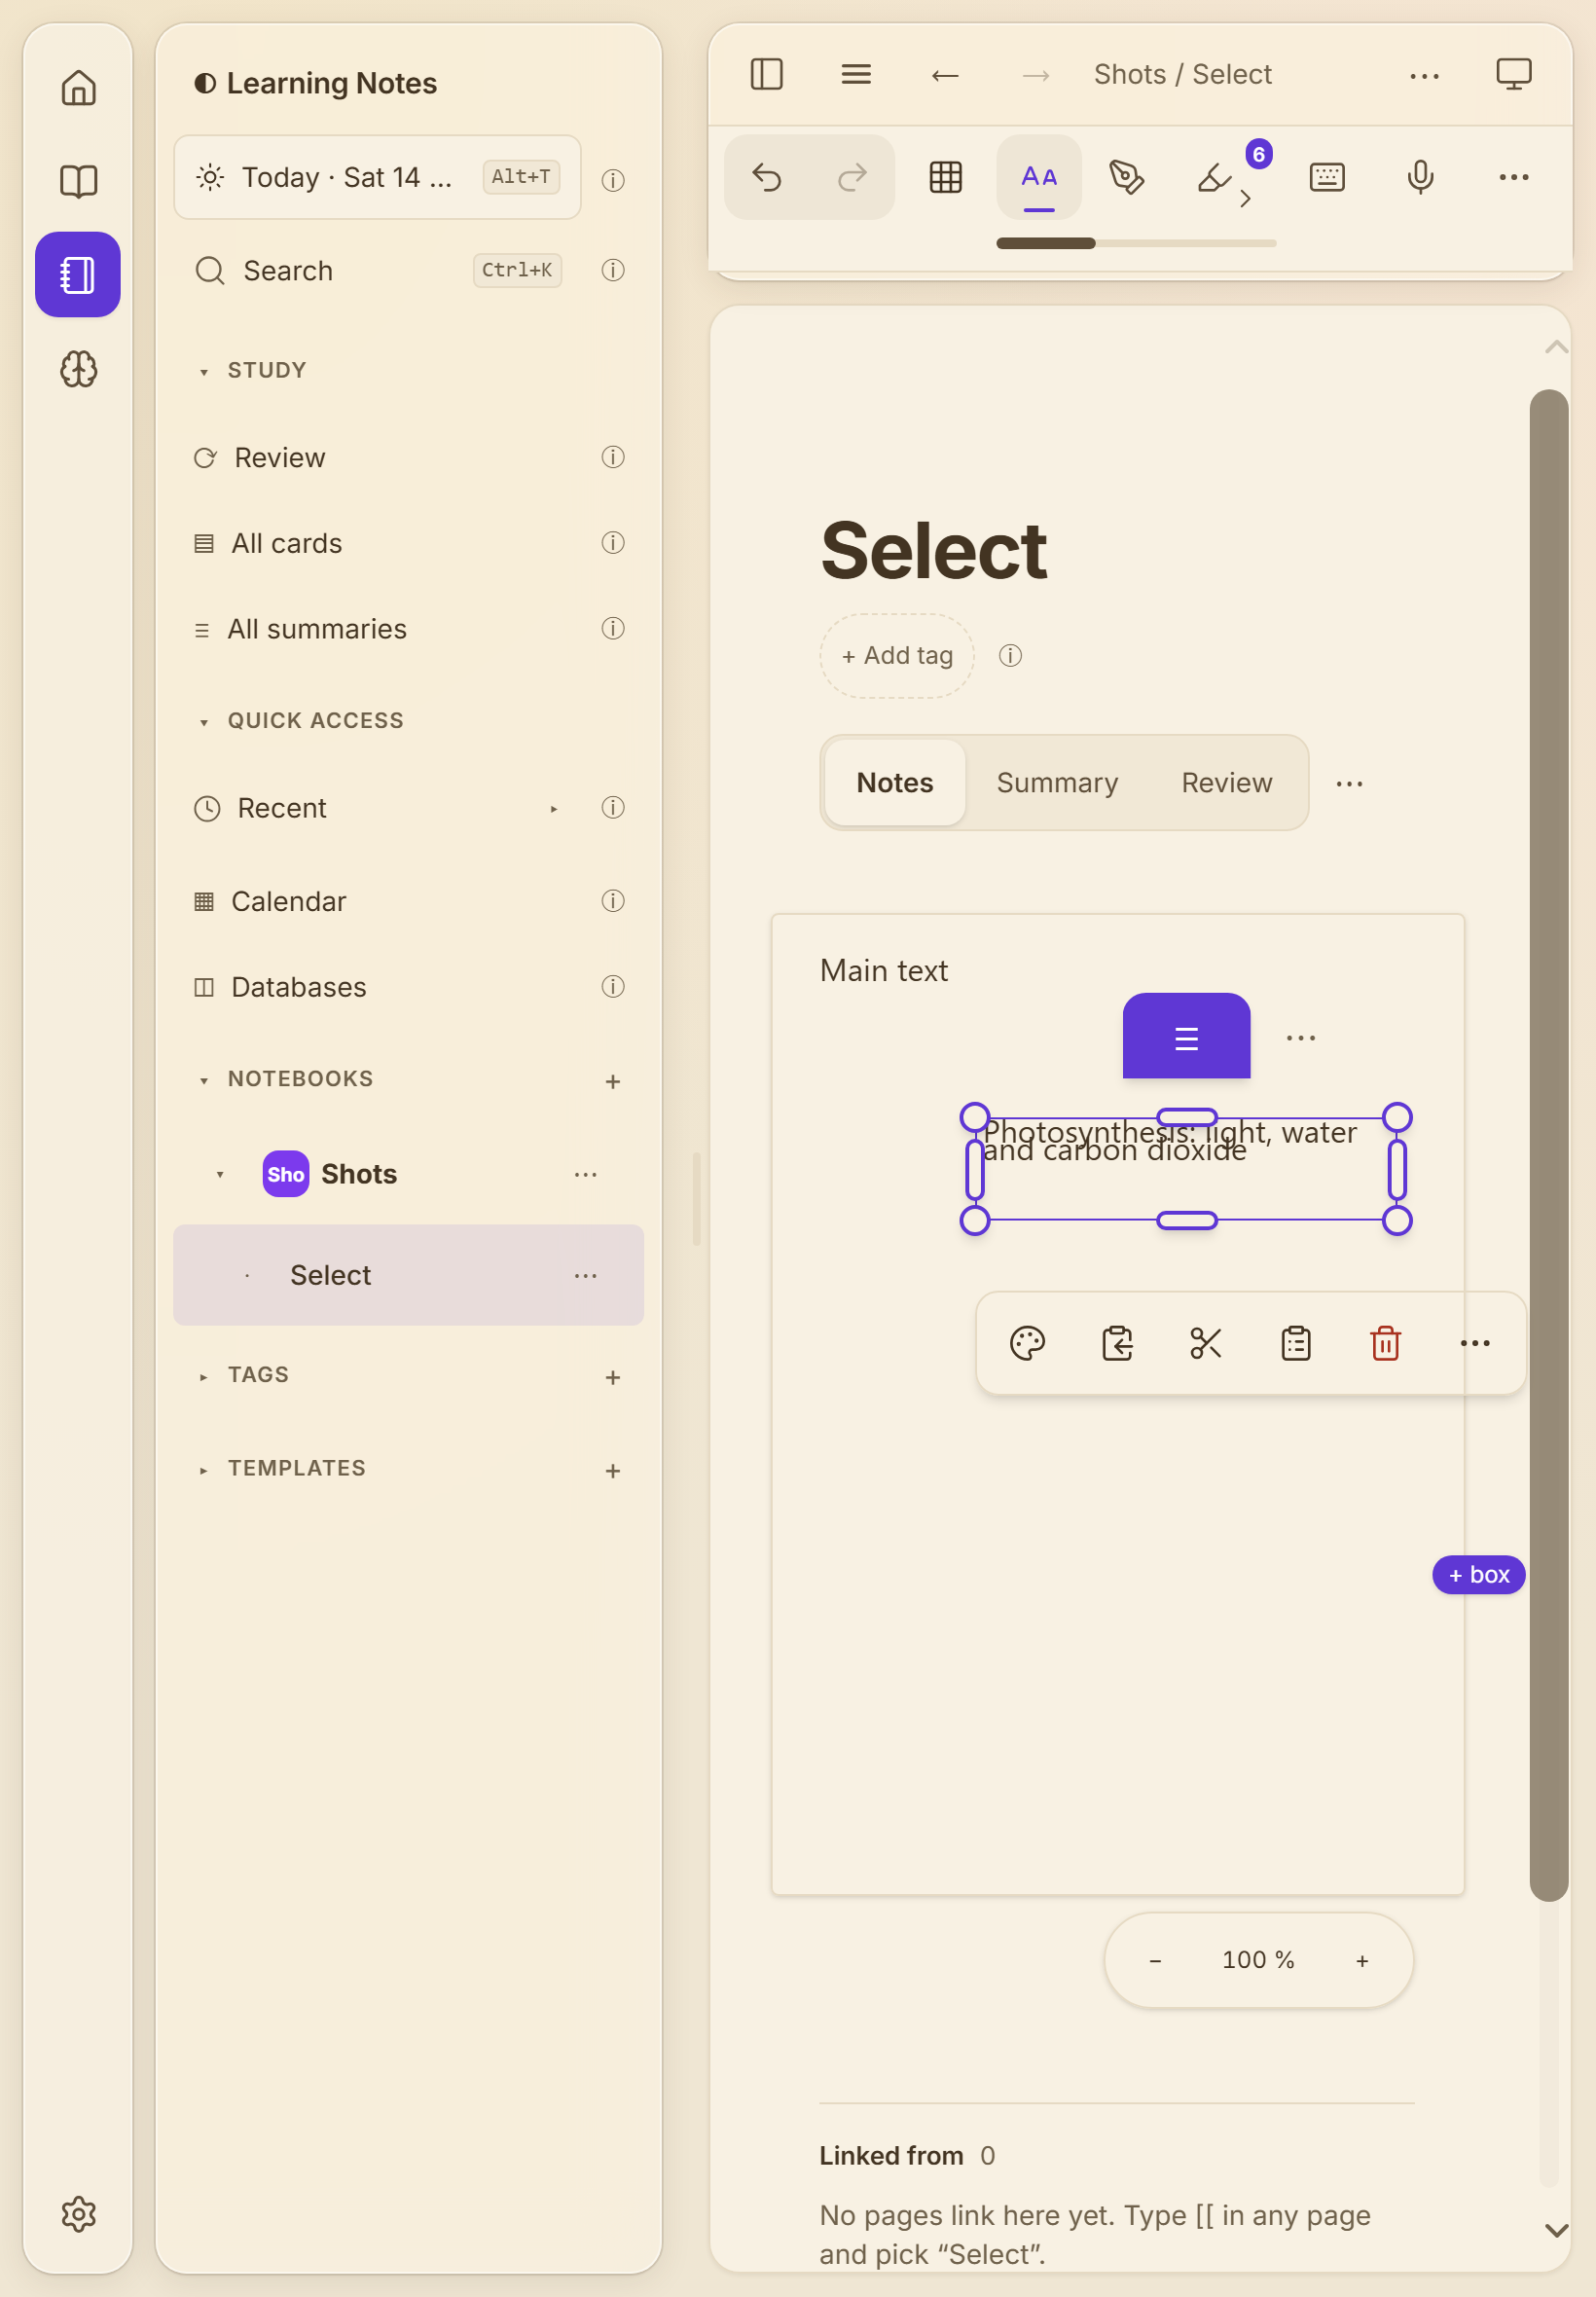 Learning Notes
Today · Sat 14 ... Alt+T
Search Ctrl+K
STUDY
Review
All cards
All summaries
QUICK ACCESS
Recent
Calendar
Databases
NOTEBOOKS +
Sho Shots ...
Select ...
TAGS +
TEMPLATES +
Shots / Select
AA
6
Select
+ Add tag
Notes Summary Review ...
Main text
Photosynthesis: light, water
and carbon dioxide
+ box
− 100 % +
Linked from 0
No pages link here yet. Type [[ in any page
and pick “Select”.